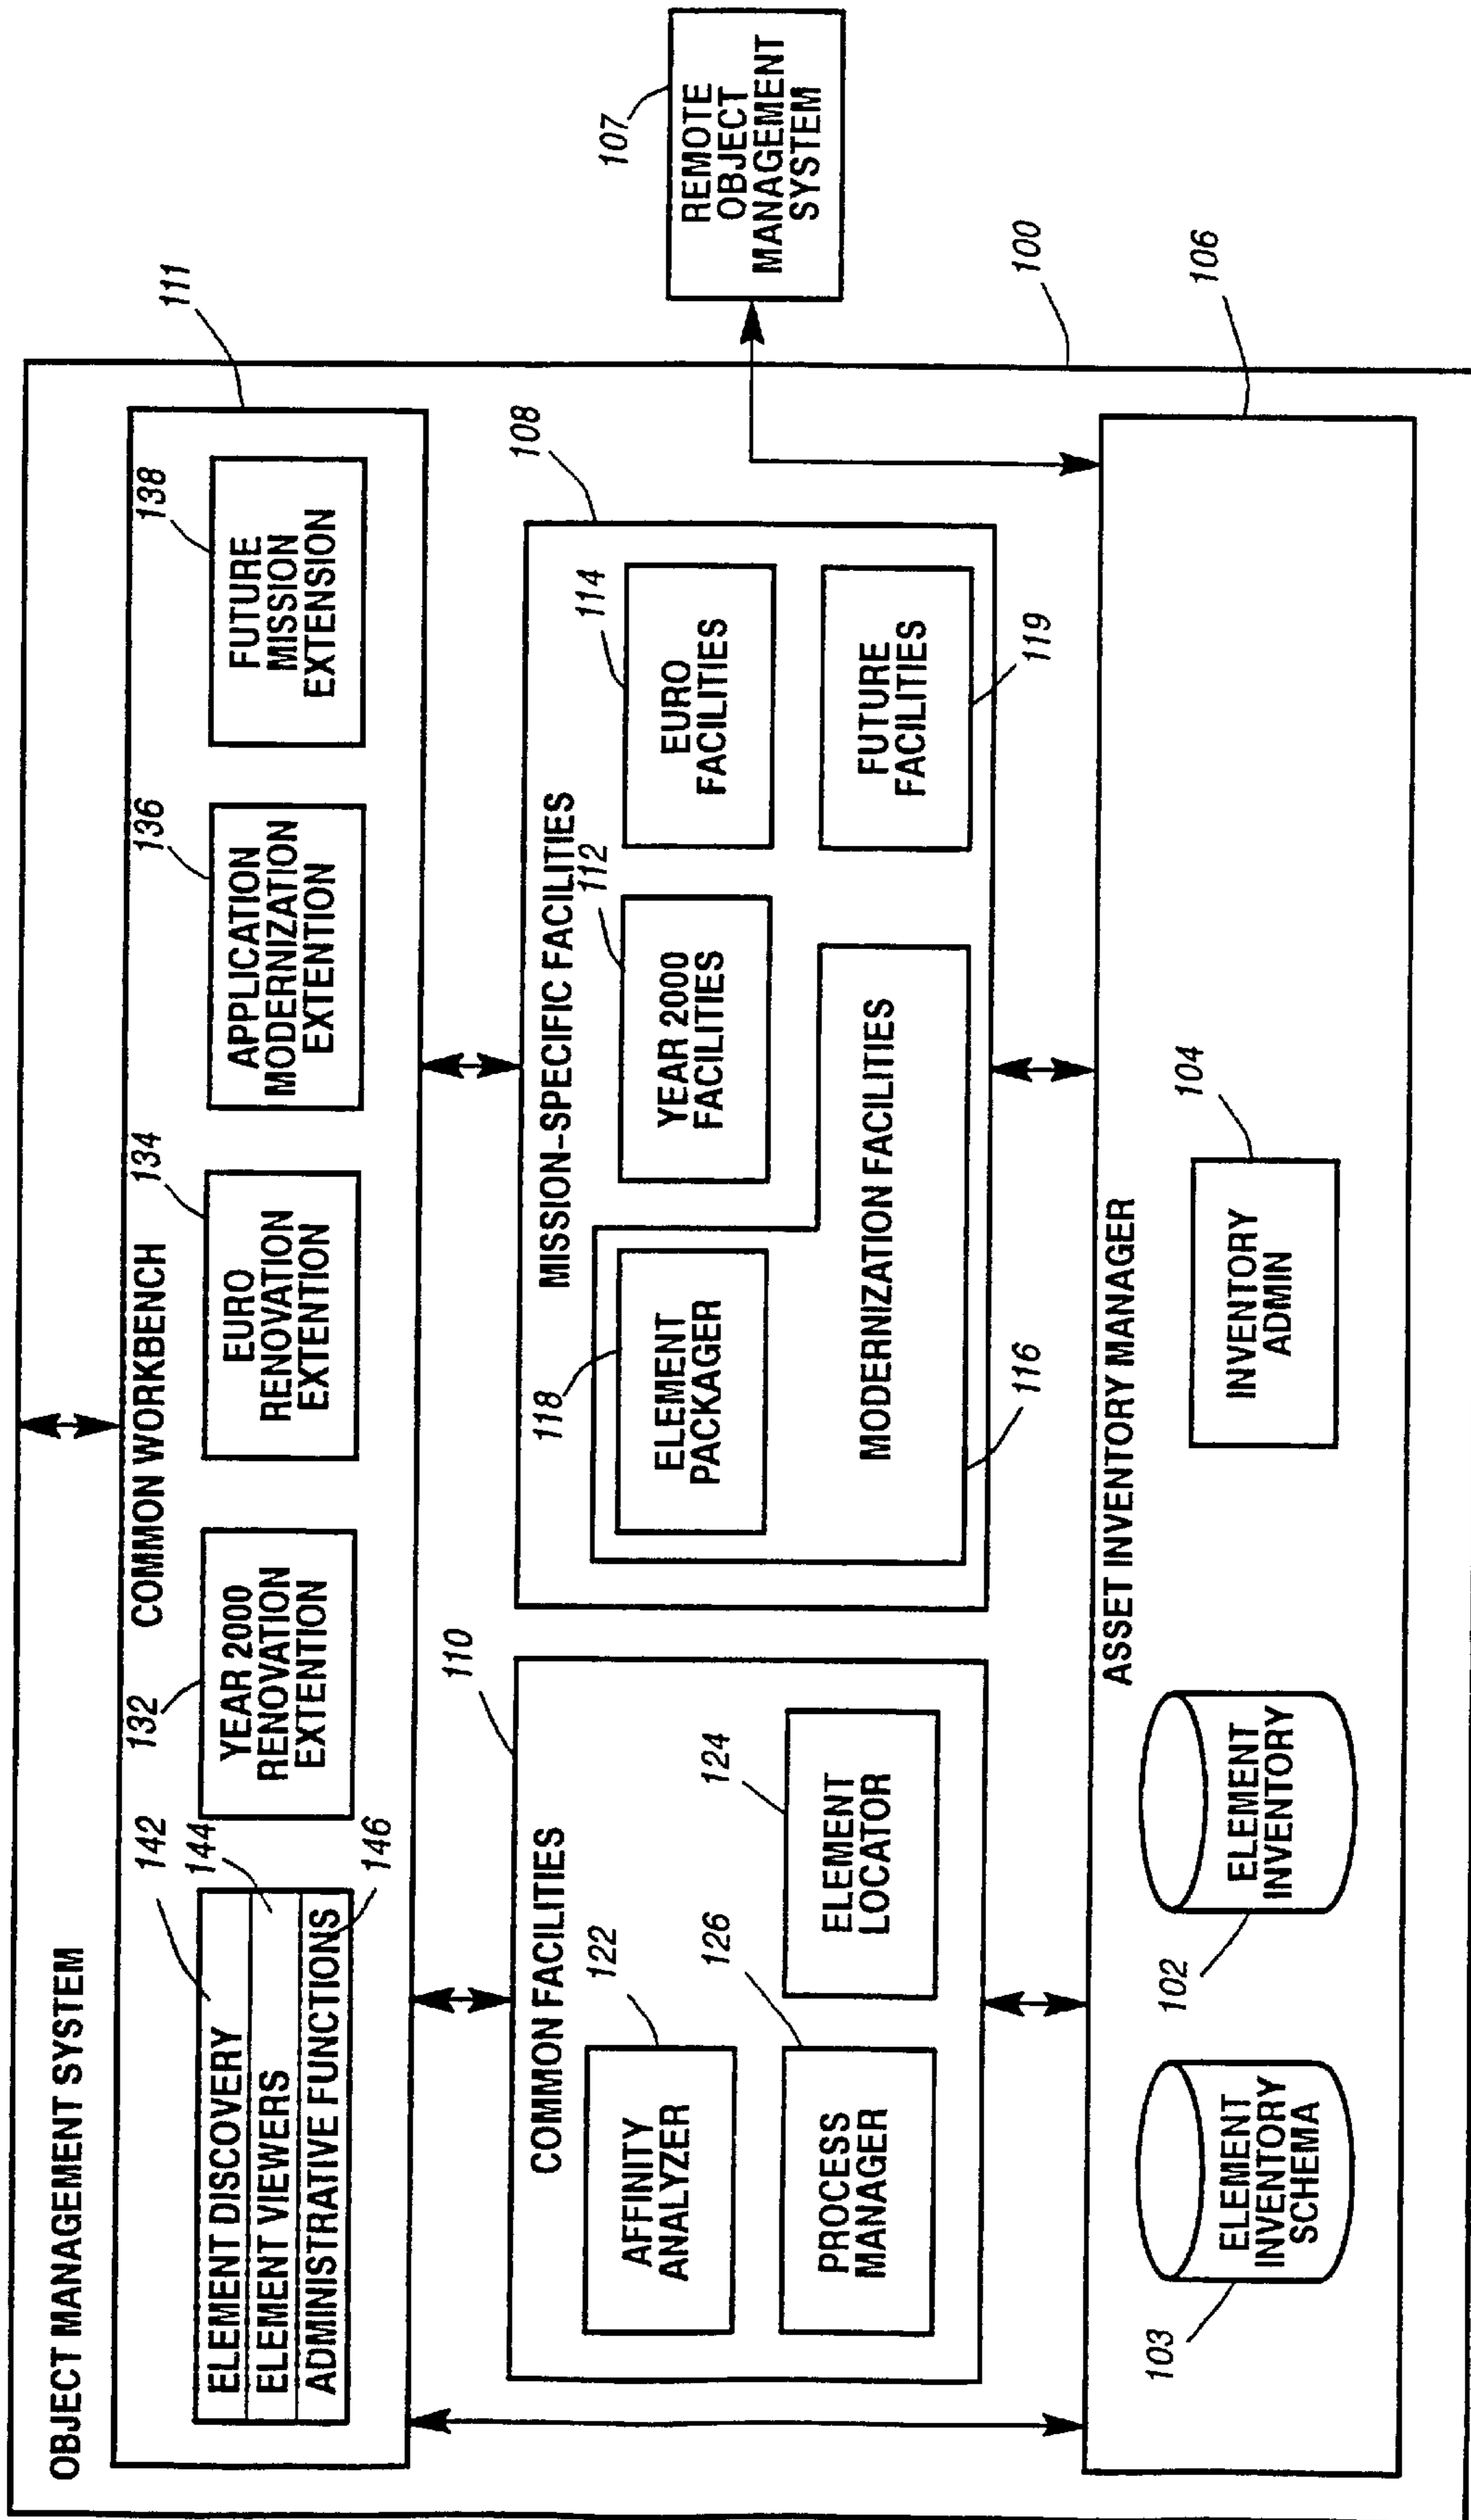 OBJECT MANAGEMENT SYSTEM
COMMON WORKBENCH
111
142
144
146
ELEMENT DISCOVERY
ELEMENT VIEWERS
ADMINISTRATIVE FUNCTIONS
132
YEAR 2000
RENOVATION
EXTENTION
134
EURO
RENOVATION
EXTENTION
136
APPLICATION
MODERNIZATION
EXTENTION
138
FUTURE
MISSION
EXTENSION
107
REMOTE
OBJECT
MANAGEMENT
SYSTEM
COMMON FACILITIES
110
122
AFFINITY
ANALYZER
126
PROCESS
MANAGER
124
ELEMENT
LOCATOR
MISSION-SPECIFIC FACILITIES
108
118
ELEMENT
PACKAGER
112
YEAR 2000
FACILITIES
114
EURO
FACILITIES
MODERNIZATION FACILITIES
116
FUTURE
FACILITIES
119
100
106
ASSET INVENTORY MANAGER
103
ELEMENT
INVENTORY
SCHEMA
102
ELEMENT
INVENTORY
104
INVENTORY
ADMIN